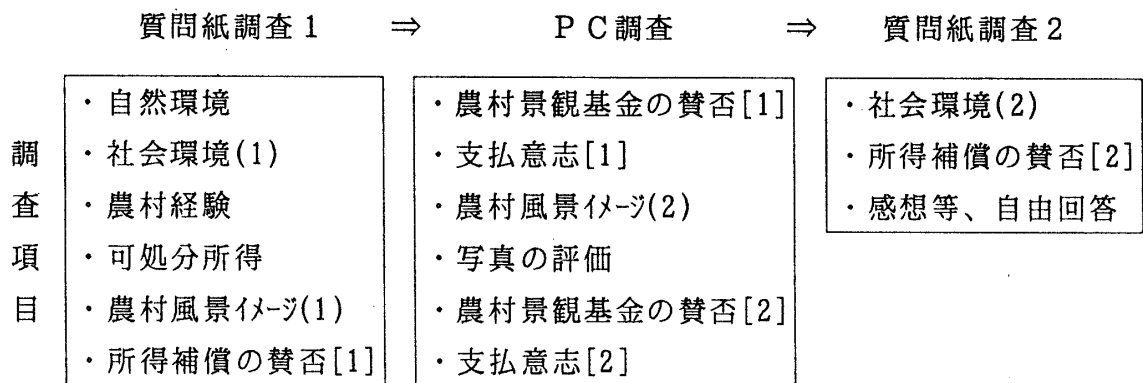 質問紙調査1 ⇒ PC調査 ⇒ 質問紙調査2
調査項目
・自然環境
・社会環境(1)
・農村経験
・可処分所得
・農村風景イメージ(1)
・所得補償の賛否[1]
・農村景観基金の賛否[1]
・支払意志[1]
・農村風景イメージ(2)
・写真の評価
・農村景観基金の賛否[2]
・支払意志[2]
・社会環境(2)
・所得補償の賛否[2]
・感想等、自由回答